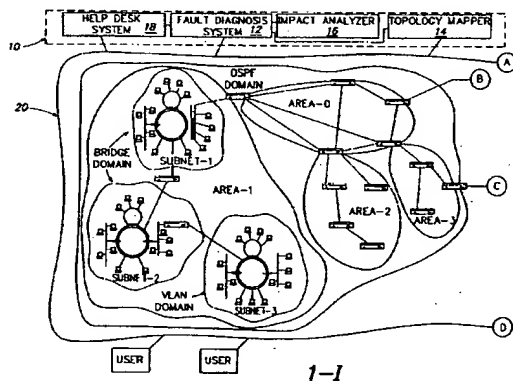 HELP DESK SYSTEM 18
FAULT DIAGNOSIS SYSTEM 12
IMPACT ANALYZER 16
TOPOLOGY MAPPER 14
10
20
A
OSPF DOMAIN
AREA-0
B
BRIDGE DOMAIN
SUBNET-1
AREA-1
AREA-2
AREA-3
C
SUBNET-2
VLAN DOMAIN
SUBNET-3
D
USER
USER
1-I